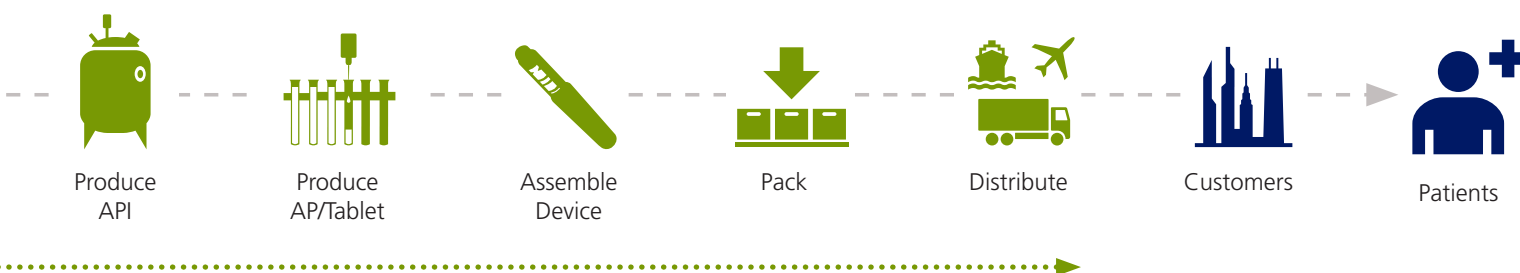 Produce
API
Produce
AP/Tablet
Assemble
Device
Pack
Distribute
Customers
Patients